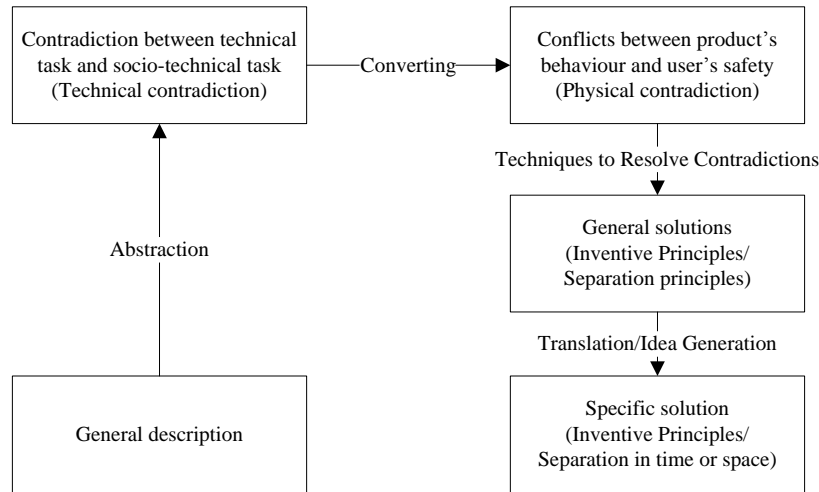 Contradiction between technical
task and socio-technical task
(Technical contradiction)
Converting
Conflicts between product’s
behaviour and user’s safety
(Physical contradiction)
Techniques to Resolve Contradictions
General solutions
(Inventive Principles/
Separation principles)
Abstraction
Translation/Idea Generation
General description
Specific solution
(Inventive Principles/
Separation in time or space)